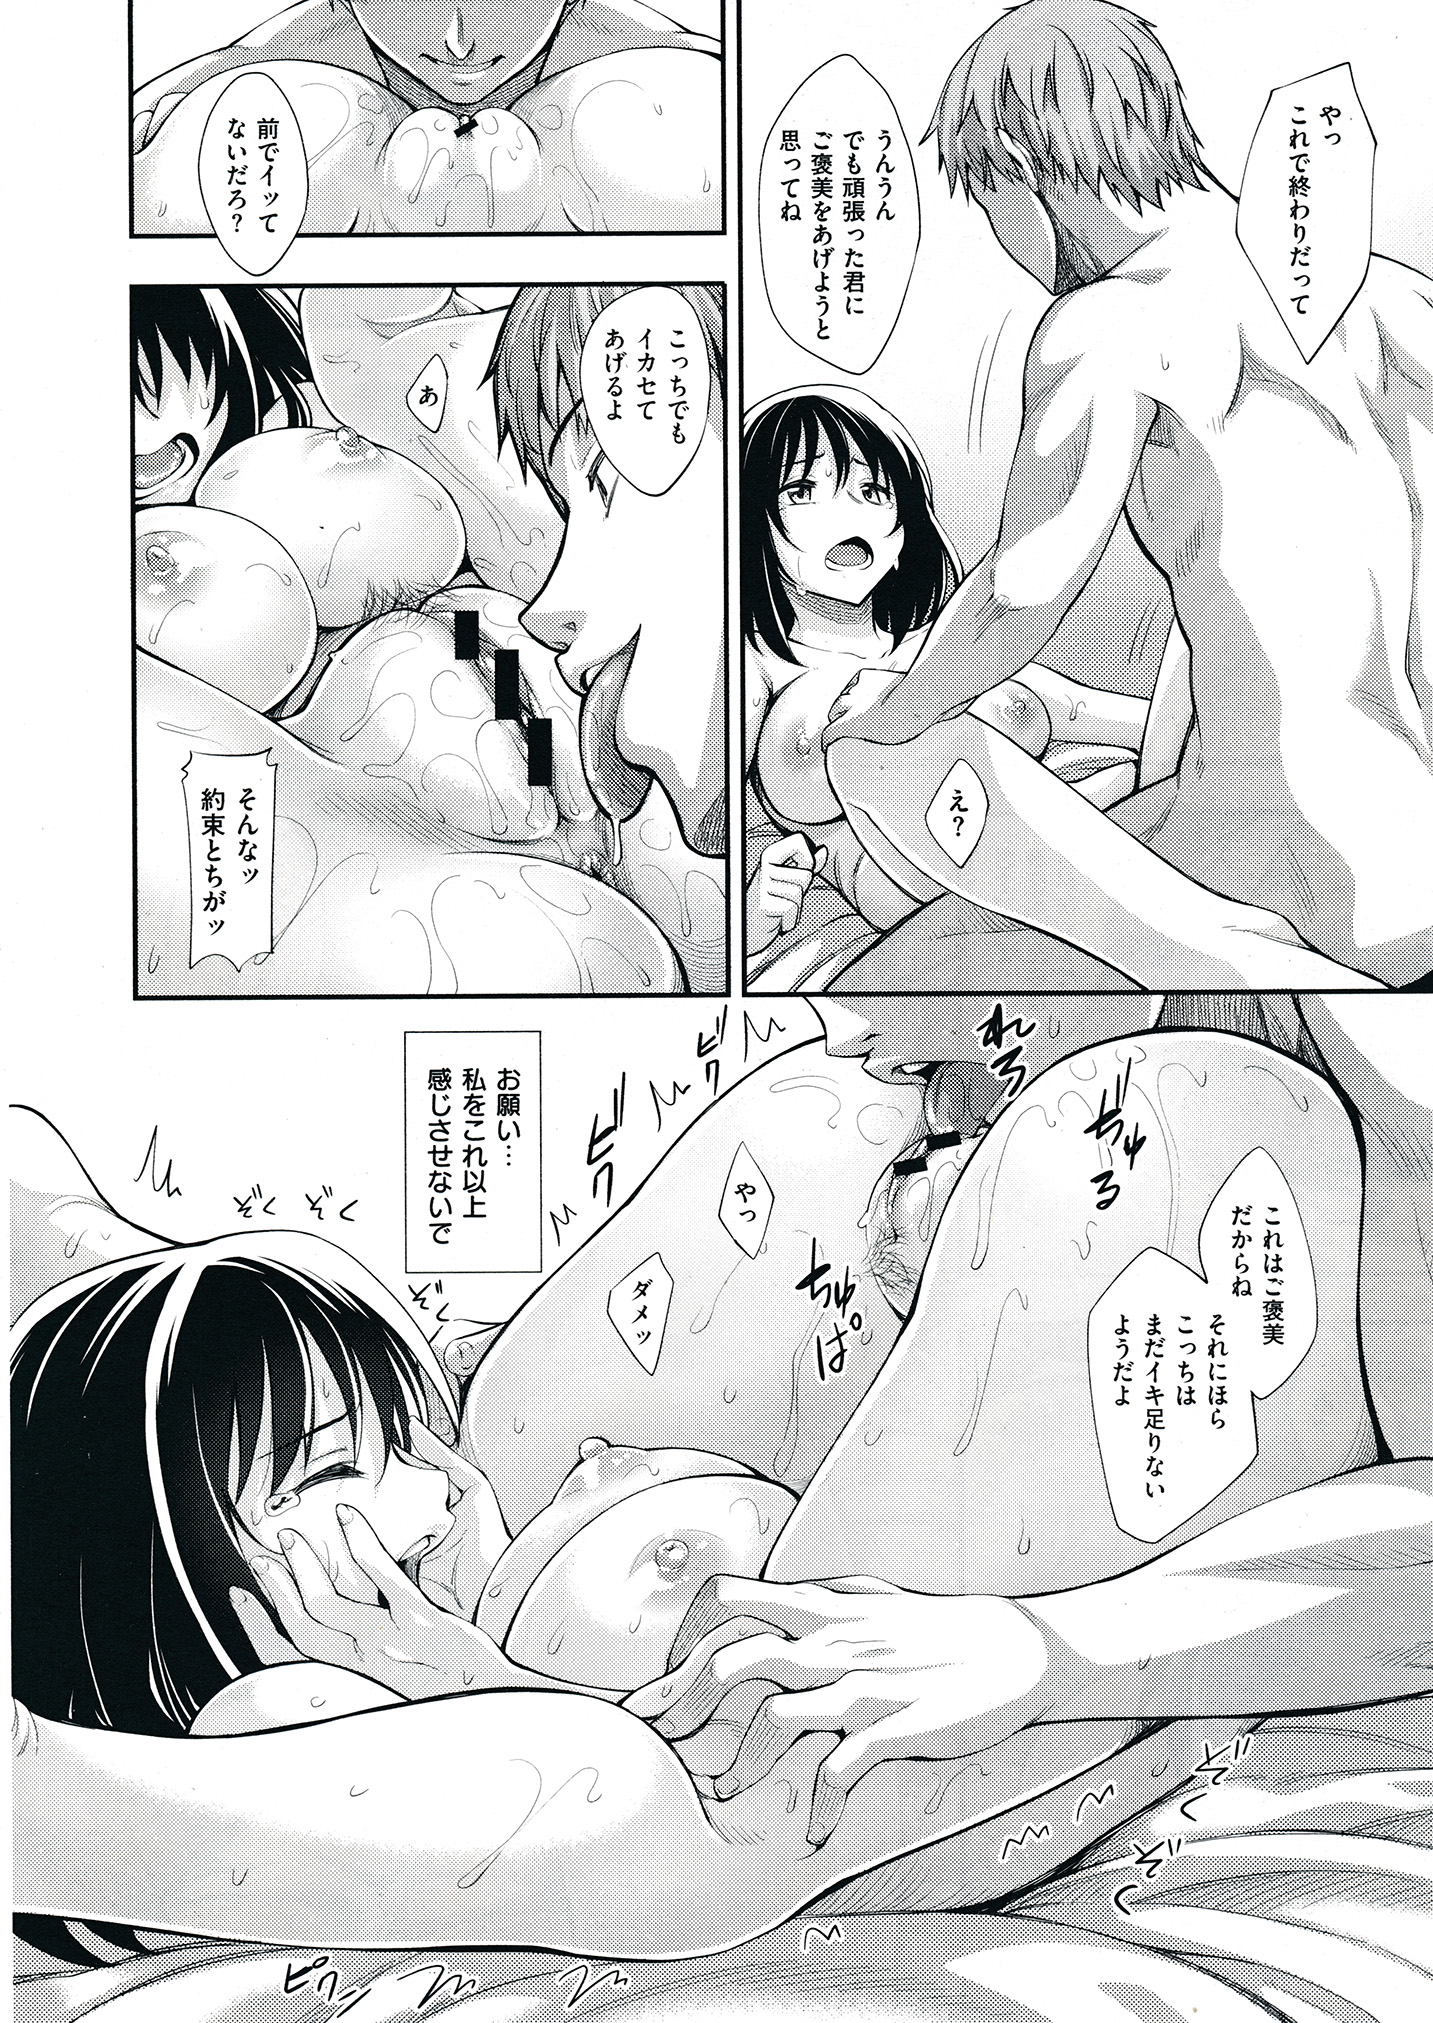 やっ
これで終わりだって
うんうん
でも頑張った君に
ご褒美をあげようと
思ってね
え?
前でイッて
ないだろ?
こっちでも
イカセて
あげるよ
あ
そんなッ
約束とちがッ
れろ
ぢゅる
これはご褒美
だからね
それにほら
こっちは
まだイキ足りない
ようだよ
ちゅぱ
やっ
ダメッ
ビク
ビク
お願い…
私をこれ以上
感じさせないで
ぞく
ぞく
ぞく
ぞく
ビクン